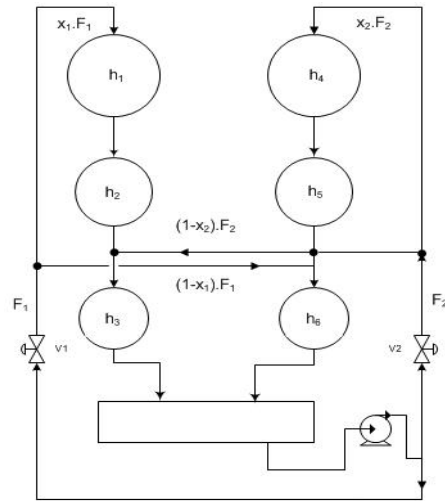 x₁.F₁
x₂.F₂
h₁
h₄
h₂
h₅
(1-x₂).F₂
(1-x₁).F₁
F₁
F₂
h₃
h₆
V1
V2